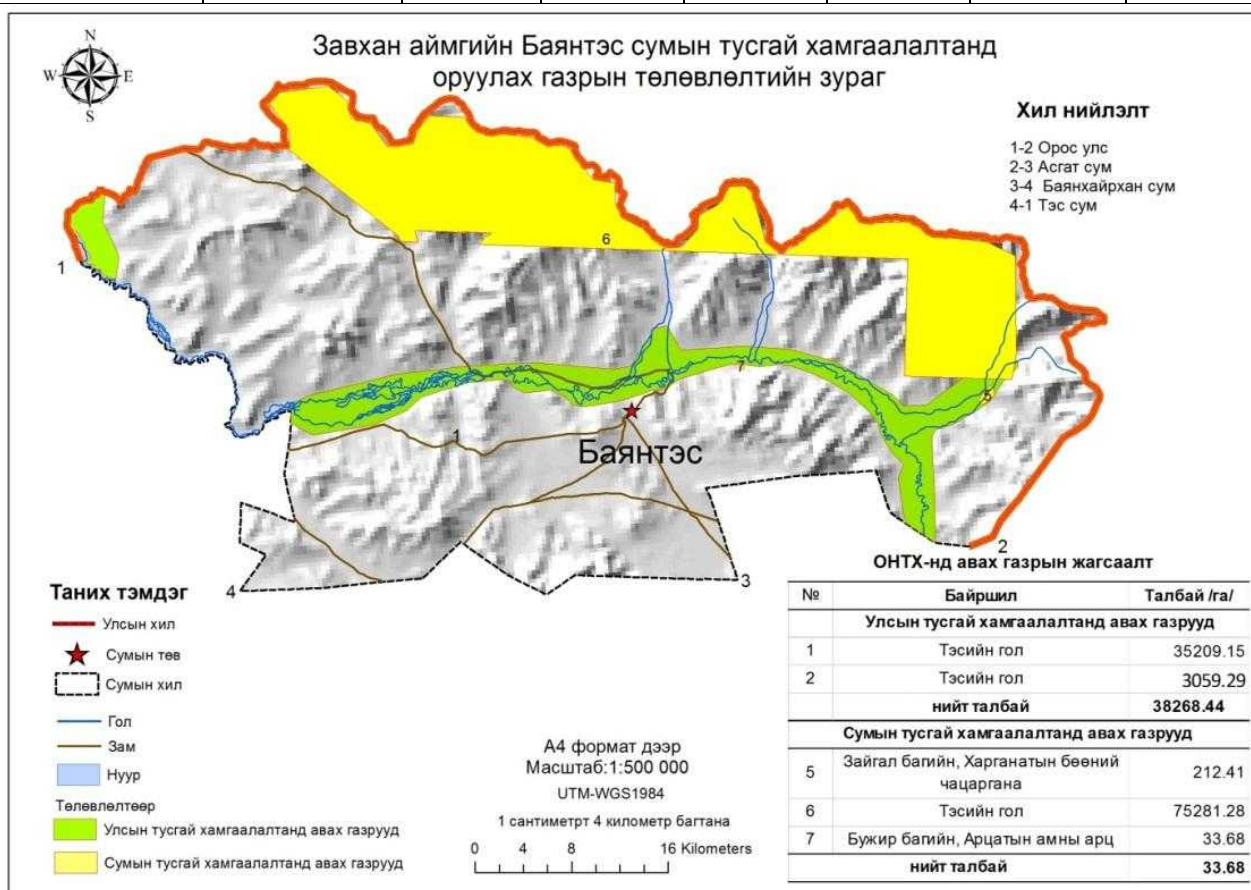 Завхан аймгийн Баянтэс сумын тусгай хамгаалалтанд
оруулах газрын төлөвлөлтийн зураг
N
W E
S
Хил нийлэлт
1-2 Орос улс
2-3 Асгат сум
3-4 Баянхайрхан сум
4-1 Тэс сум
1
6
7
5
1
Баянтэс
2
3
4
Таних тэмдэг
Улсын хил
Сумын төв
Сумын хил
Гол
Зам
Нуур
Төлөвлөлтөөр
Улсын тусгай хамгаалалтанд авах газрууд
Сумын тусгай хамгаалалтанд авах газрууд
А4 формат дээр
Масштаб:1:500 000
UTM-WGS1984
1 сантиметрт 4 километр багтана
0 4 8 16 Kilometers
ОНТХ-нд авах газрын жагсаалт
№ Байршил Талбай /га/
Улсын тусгай хамгаалалтанд авах газрууд
1 Тэсийн гол 35209.15
2 Тэсийн гол 3059.29
нийт талбай 38268.44
Сумын тусгай хамгаалалтанд авах газрууд
5 Зайгал багийн, Харганатын бөөний чацаргана 212.41
6 Тэсийн гол 75281.28
7 Бужир багийн, Арцатын амны арц 33.68
нийт талбай 33.68